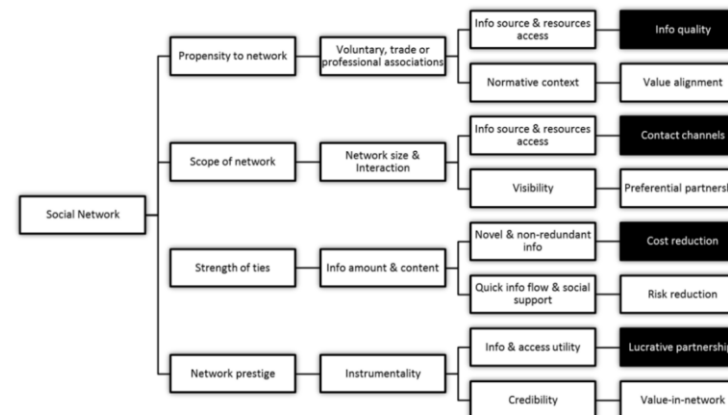 Social Network
Propensity to network
Voluntary, trade or
professional associations
Info source & resources
access
Info quality
Normative context
Value alignment
Scope of network
Network size &
Interaction
Info source & resources
access
Contact channels
Visibility
Preferential
Strength of ties
Info amount & content
Novel & non-redundant
info
Cost reduction
Quick info flow & social
support
Risk reduction
Network prestige
Instrumentality
Info & access utility
Lucrative
Credibility
Value-in-network